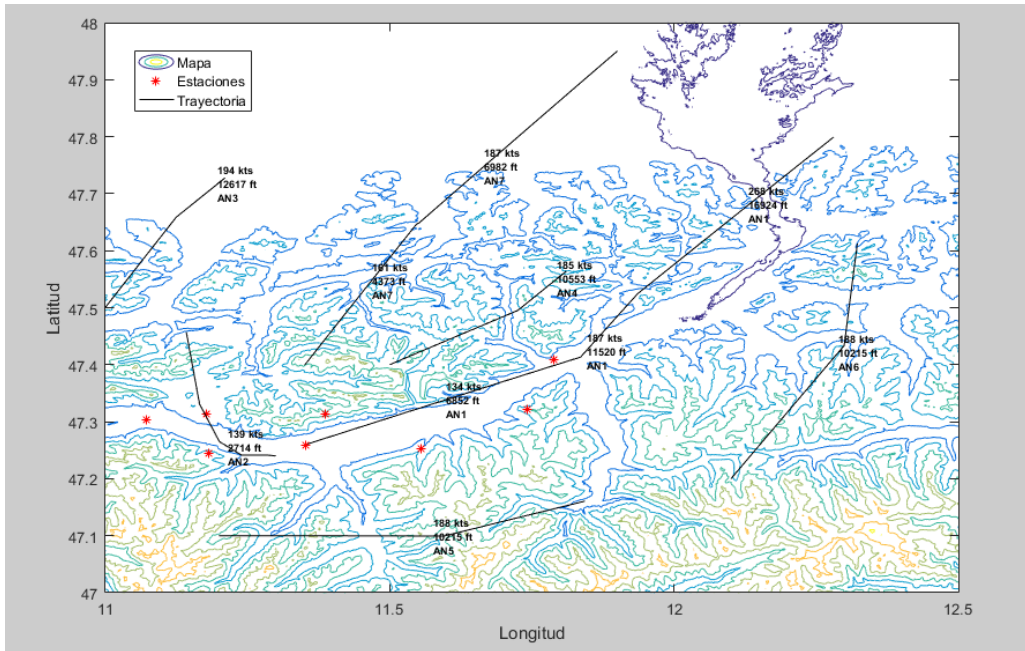 48
47.9
47.8
47.7
47.6
47.5
47.4
47.3
47.2
47.1
47
Latitud
Mapa
Estaciones
Trayectoria
194 kts
12617 ft
AN3
187 kts
6982 ft
AN7
268 kts
16924 ft
AN1
161 kts
4373 ft
AN7
185 kts
10553 ft
AN4
187 kts
11520 ft
AN1
188 kts
10215 ft
AN6
134 kts
6852 ft
AN1
139 kts
2714 ft
AN2
188 kts
10215 ft
AN5
11
11.5
12
12.5
Longitud